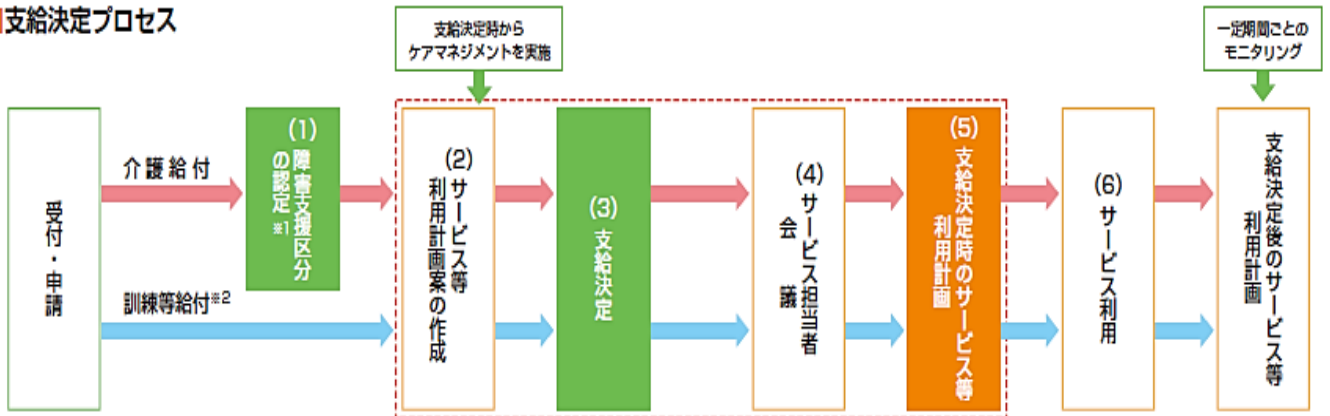 支給決定プロセス
支給決定時から
ケアマネジメントを実施
一定期間ごとの
モニタリング
受付・申請
介護給付
訓練等給付※2
(1)
障害支援区分
の認定※1
(2)
サービス等
利用計画案の作成
(3)
支給決定
(4)
サービス担当者
会議
(5)
支給決定時のサービス等
利用計画
(6)
サービス利用
支給決定後のサービス等
利用計画